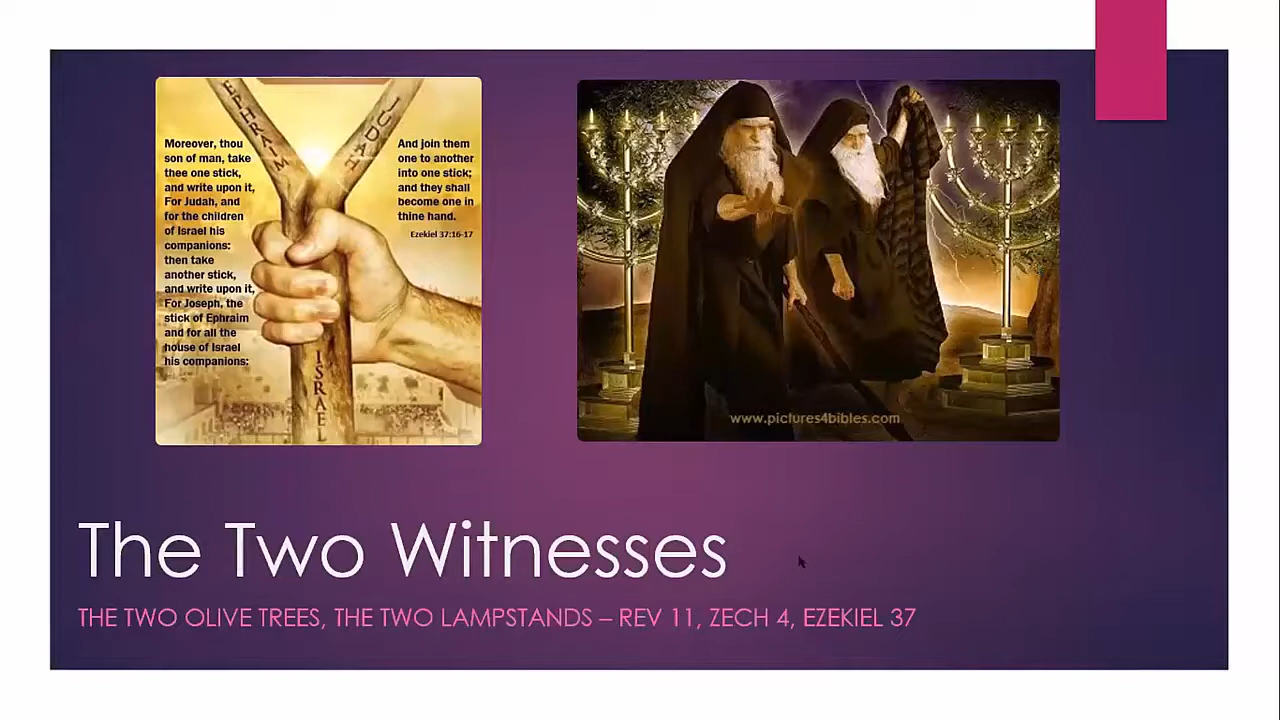 EPHRAIM
JUDAH
Moreover, thou
son of man, take
thee one stick,
and write upon it,
For Judah, and
for the children
of Israel his
companions:
then take
another stick,
and write upon it,
For Joseph, the
stick of Ephraim
and for all the
house of Israel
his companions:
And join them
one to another
into one stick;
and they shall
become one in
thine hand.
Ezekiel 37:16-17
ISRAEL
www.pictures4bibles.com
The Two Witnesses
THE TWO OLIVE TREES, THE TWO LAMPSTANDS – REV 11, ZECH 4, EZEKIEL 37